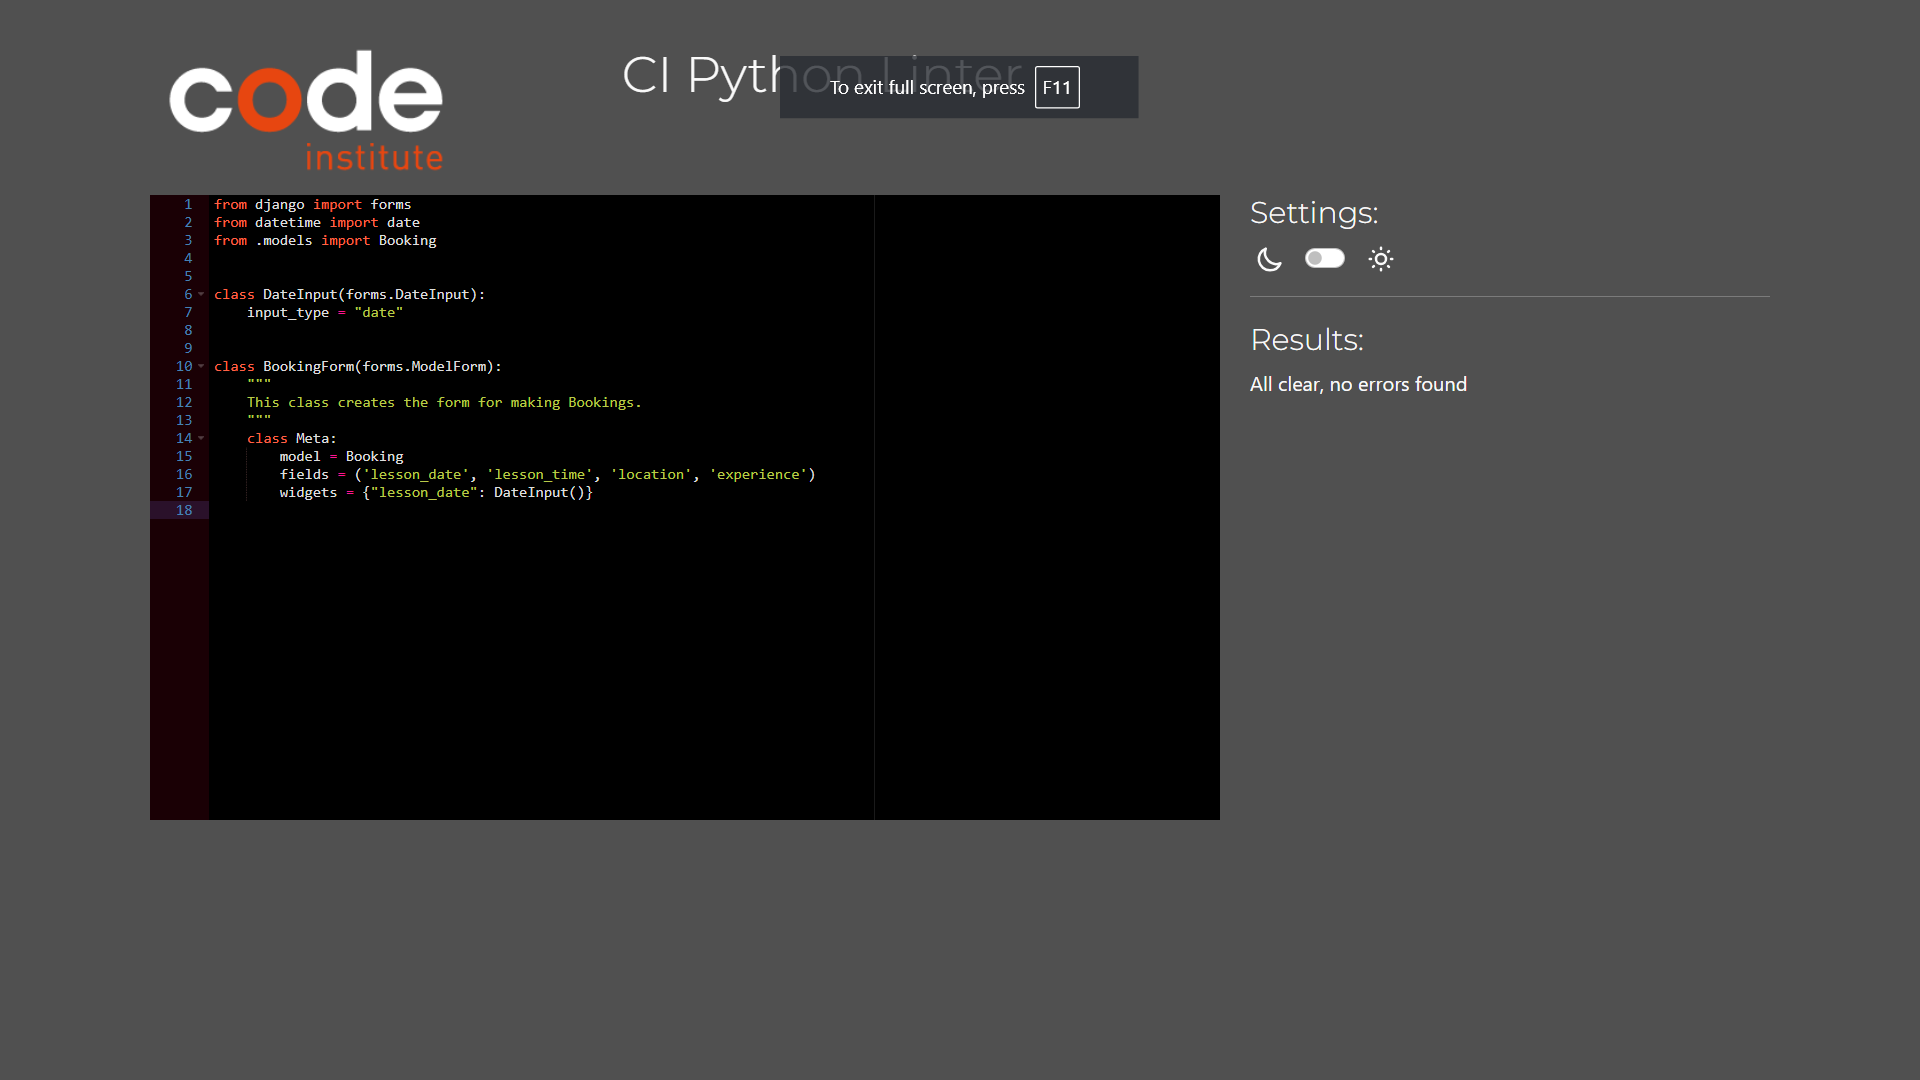 code
institute
CI Python Linter
To exit full screen, press F11
1 from django import forms
2 from datetime import date
3 from .models import Booking
4
5
6 class DateInput(forms.DateInput):
7     input_type = "date"
8
9
10 class BookingForm(forms.ModelForm):
11     """
12     This class creates the form for making Bookings.
13     """
14     class Meta:
15         model = Booking
16         fields = ('lesson_date', 'lesson_time', 'location', 'experience')
17         widgets = {"lesson_date": DateInput()}
18
Settings:
Results:
All clear, no errors found